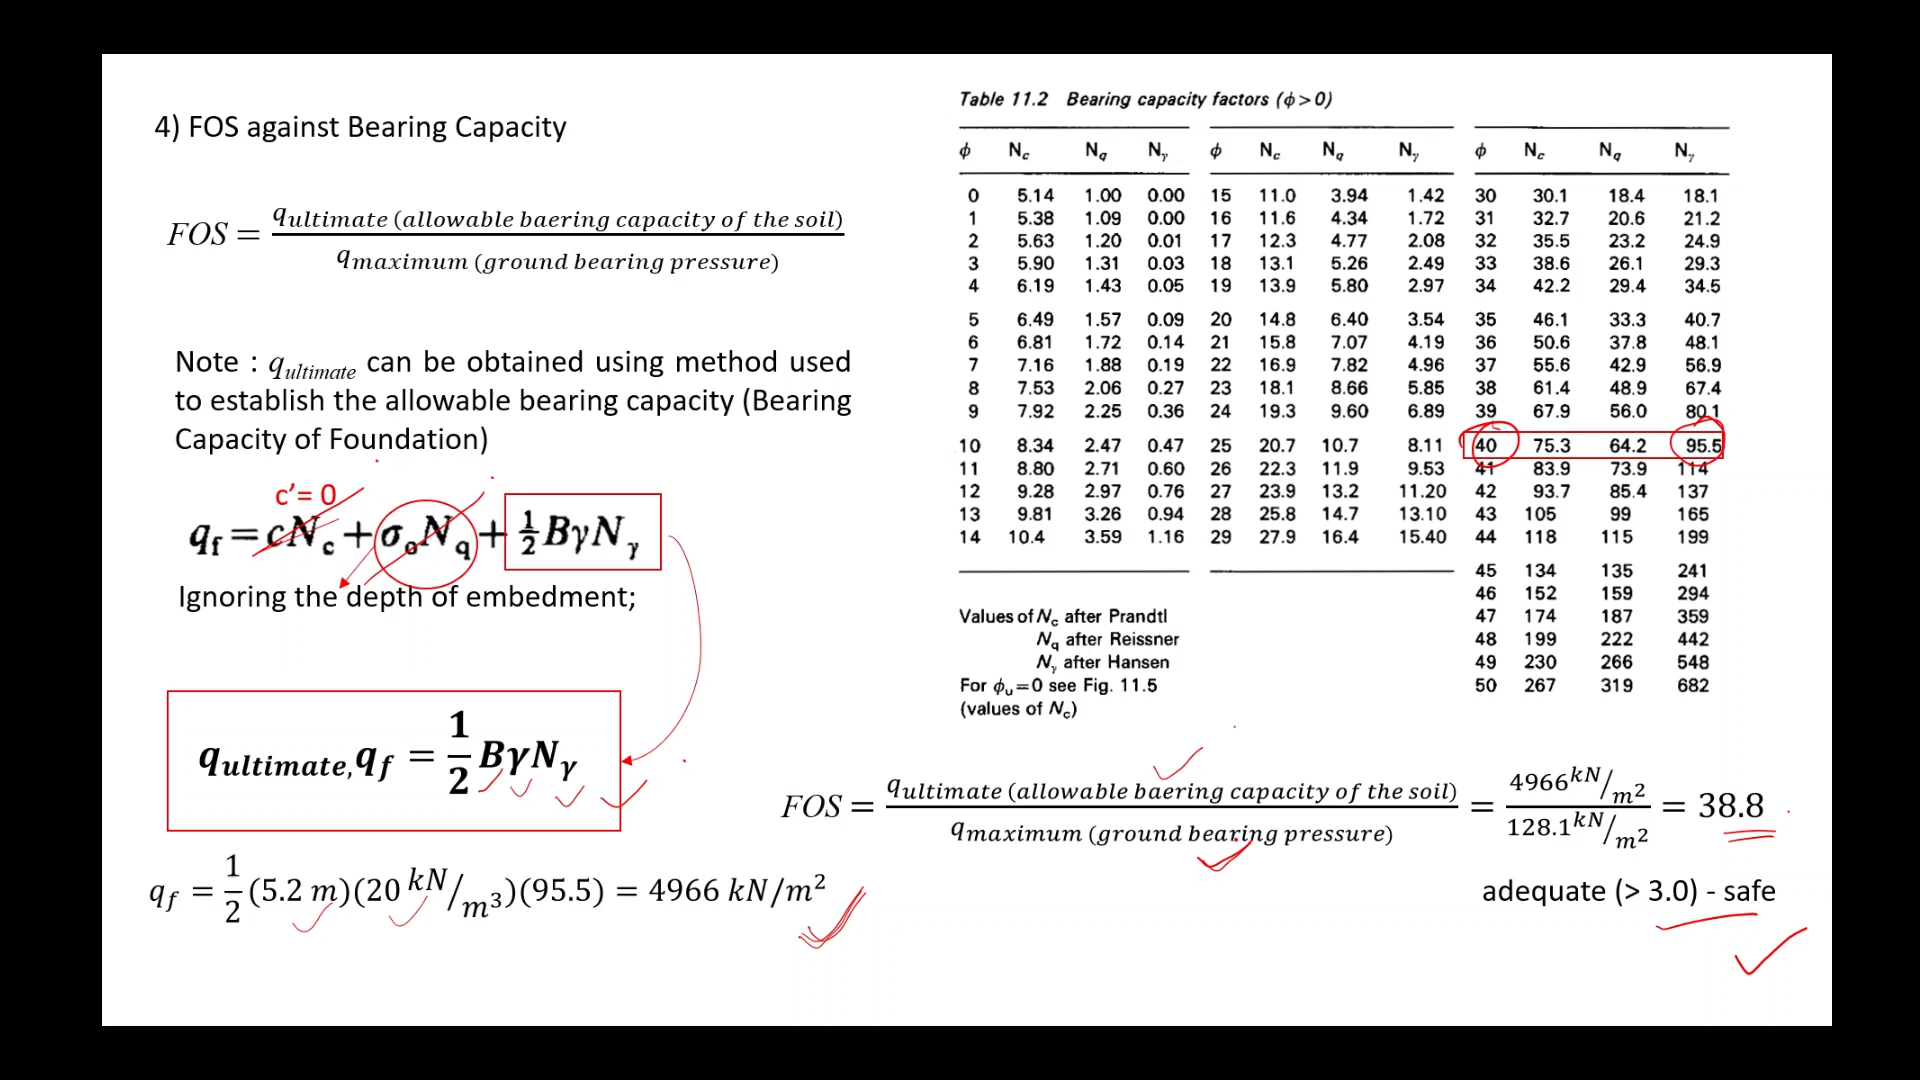 4) FOS against Bearing Capacity
FOS = q_ultimate (allowable baering capacity of the soil) / q_maximum (ground bearing pressure)
Note : q_ultimate can be obtained using method used
to establish the allowable bearing capacity (Bearing
Capacity of Foundation)
c'= 0
q_f = cN_c + σ_oN_q + ½BγN_γ
Ignoring the depth of embedment;
q_ultimate, q_f = 1/2 BγN_γ
q_f = 1/2 (5.2 m)(20 kN/m³)(95.5) = 4966 kN/m²
Table 11.2 Bearing capacity factors (ϕ>0)
ϕ N_c N_q N_γ ϕ N_c N_q N_γ ϕ N_c N_q N_γ
0 5.14 1.00 0.00 15 11.0 3.94 1.42 30 30.1 18.4 18.1
1 5.38 1.09 0.00 16 11.6 4.34 1.72 31 32.7 20.6 21.2
2 5.63 1.20 0.01 17 12.3 4.77 2.08 32 35.5 23.2 24.9
3 5.90 1.31 0.03 18 13.1 5.26 2.49 33 38.6 26.1 29.3
4 6.19 1.43 0.05 19 13.9 5.80 2.97 34 42.2 29.4 34.5
5 6.49 1.57 0.09 20 14.8 6.40 3.54 35 46.1 33.3 40.7
6 6.81 1.72 0.14 21 15.8 7.07 4.19 36 50.6 37.8 48.1
7 7.16 1.88 0.19 22 16.9 7.82 4.96 37 55.6 42.9 56.9
8 7.53 2.06 0.27 23 18.1 8.66 5.85 38 61.4 48.9 67.4
9 7.92 2.25 0.36 24 19.3 9.60 6.89 39 67.9 56.0 80.1
10 8.34 2.47 0.47 25 20.7 10.7 8.11 40 75.3 64.2 95.5
11 8.80 2.71 0.60 26 22.3 11.9 9.53 41 83.9 73.9 114
12 9.28 2.97 0.76 27 23.9 13.2 11.20 42 93.7 85.4 137
13 9.81 3.26 0.94 28 25.8 14.7 13.10 43 105 99 165
14 10.4 3.59 1.16 29 27.9 16.4 15.40 44 118 115 199
45 134 135 241
46 152 159 294
47 174 187 359
48 199 222 442
49 230 266 548
50 267 319 682
Values of N_c after Prandtl
N_q after Reissner
N_γ after Hansen
For ϕ_u=0 see Fig. 11.5
(values of N_c)
FOS = q_ultimate (allowable baering capacity of the soil) / q_maximum (ground bearing pressure) = 4966 kN/m² / 128.1 kN/m² = 38.8
adequate (> 3.0) - safe